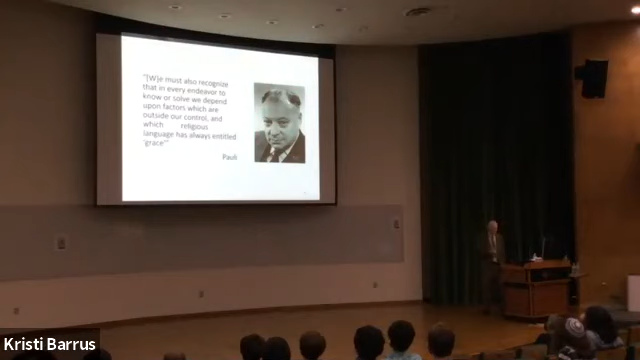 "[W]e must also recognize
that in every endeavor to
know or solve we depend
upon factors which are
outside our control, and
which religious
language has always entitled
'grace'"
Pauli
Kristi Barrus